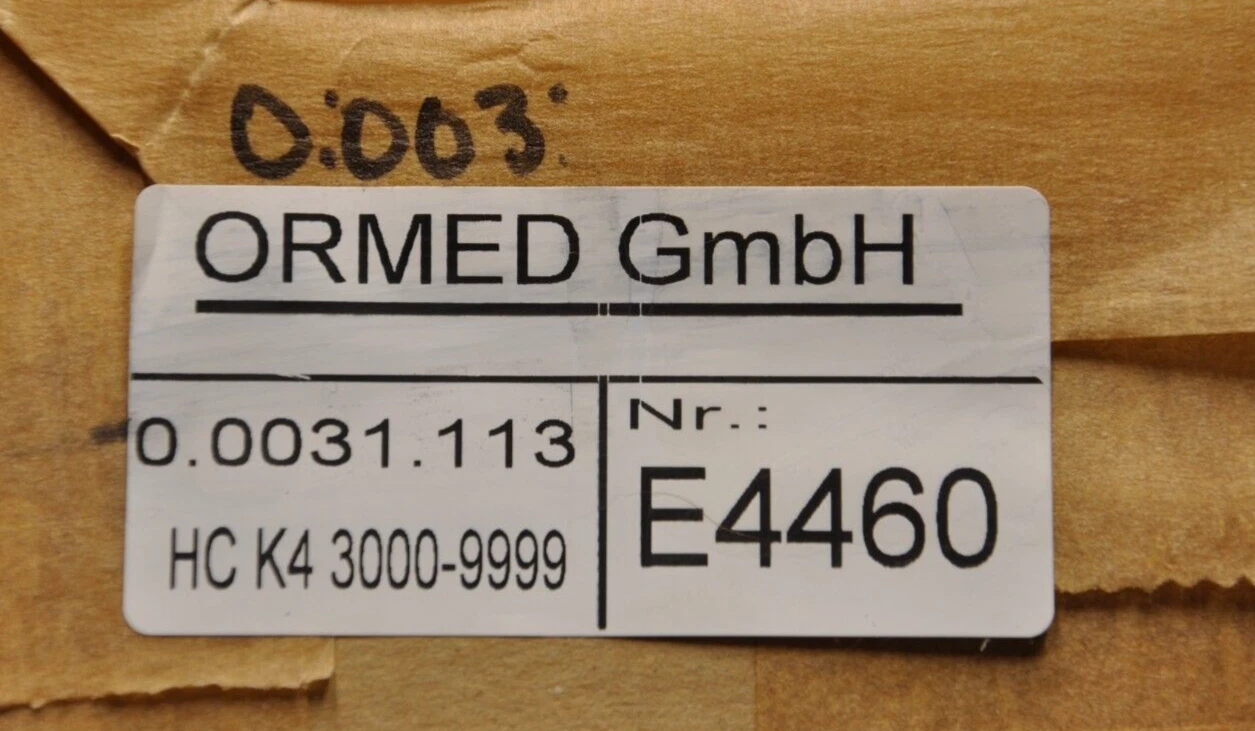 0:003:
ORMED GmbH
0.0031.113
HC K4 3000-9999
Nr.:
E4460